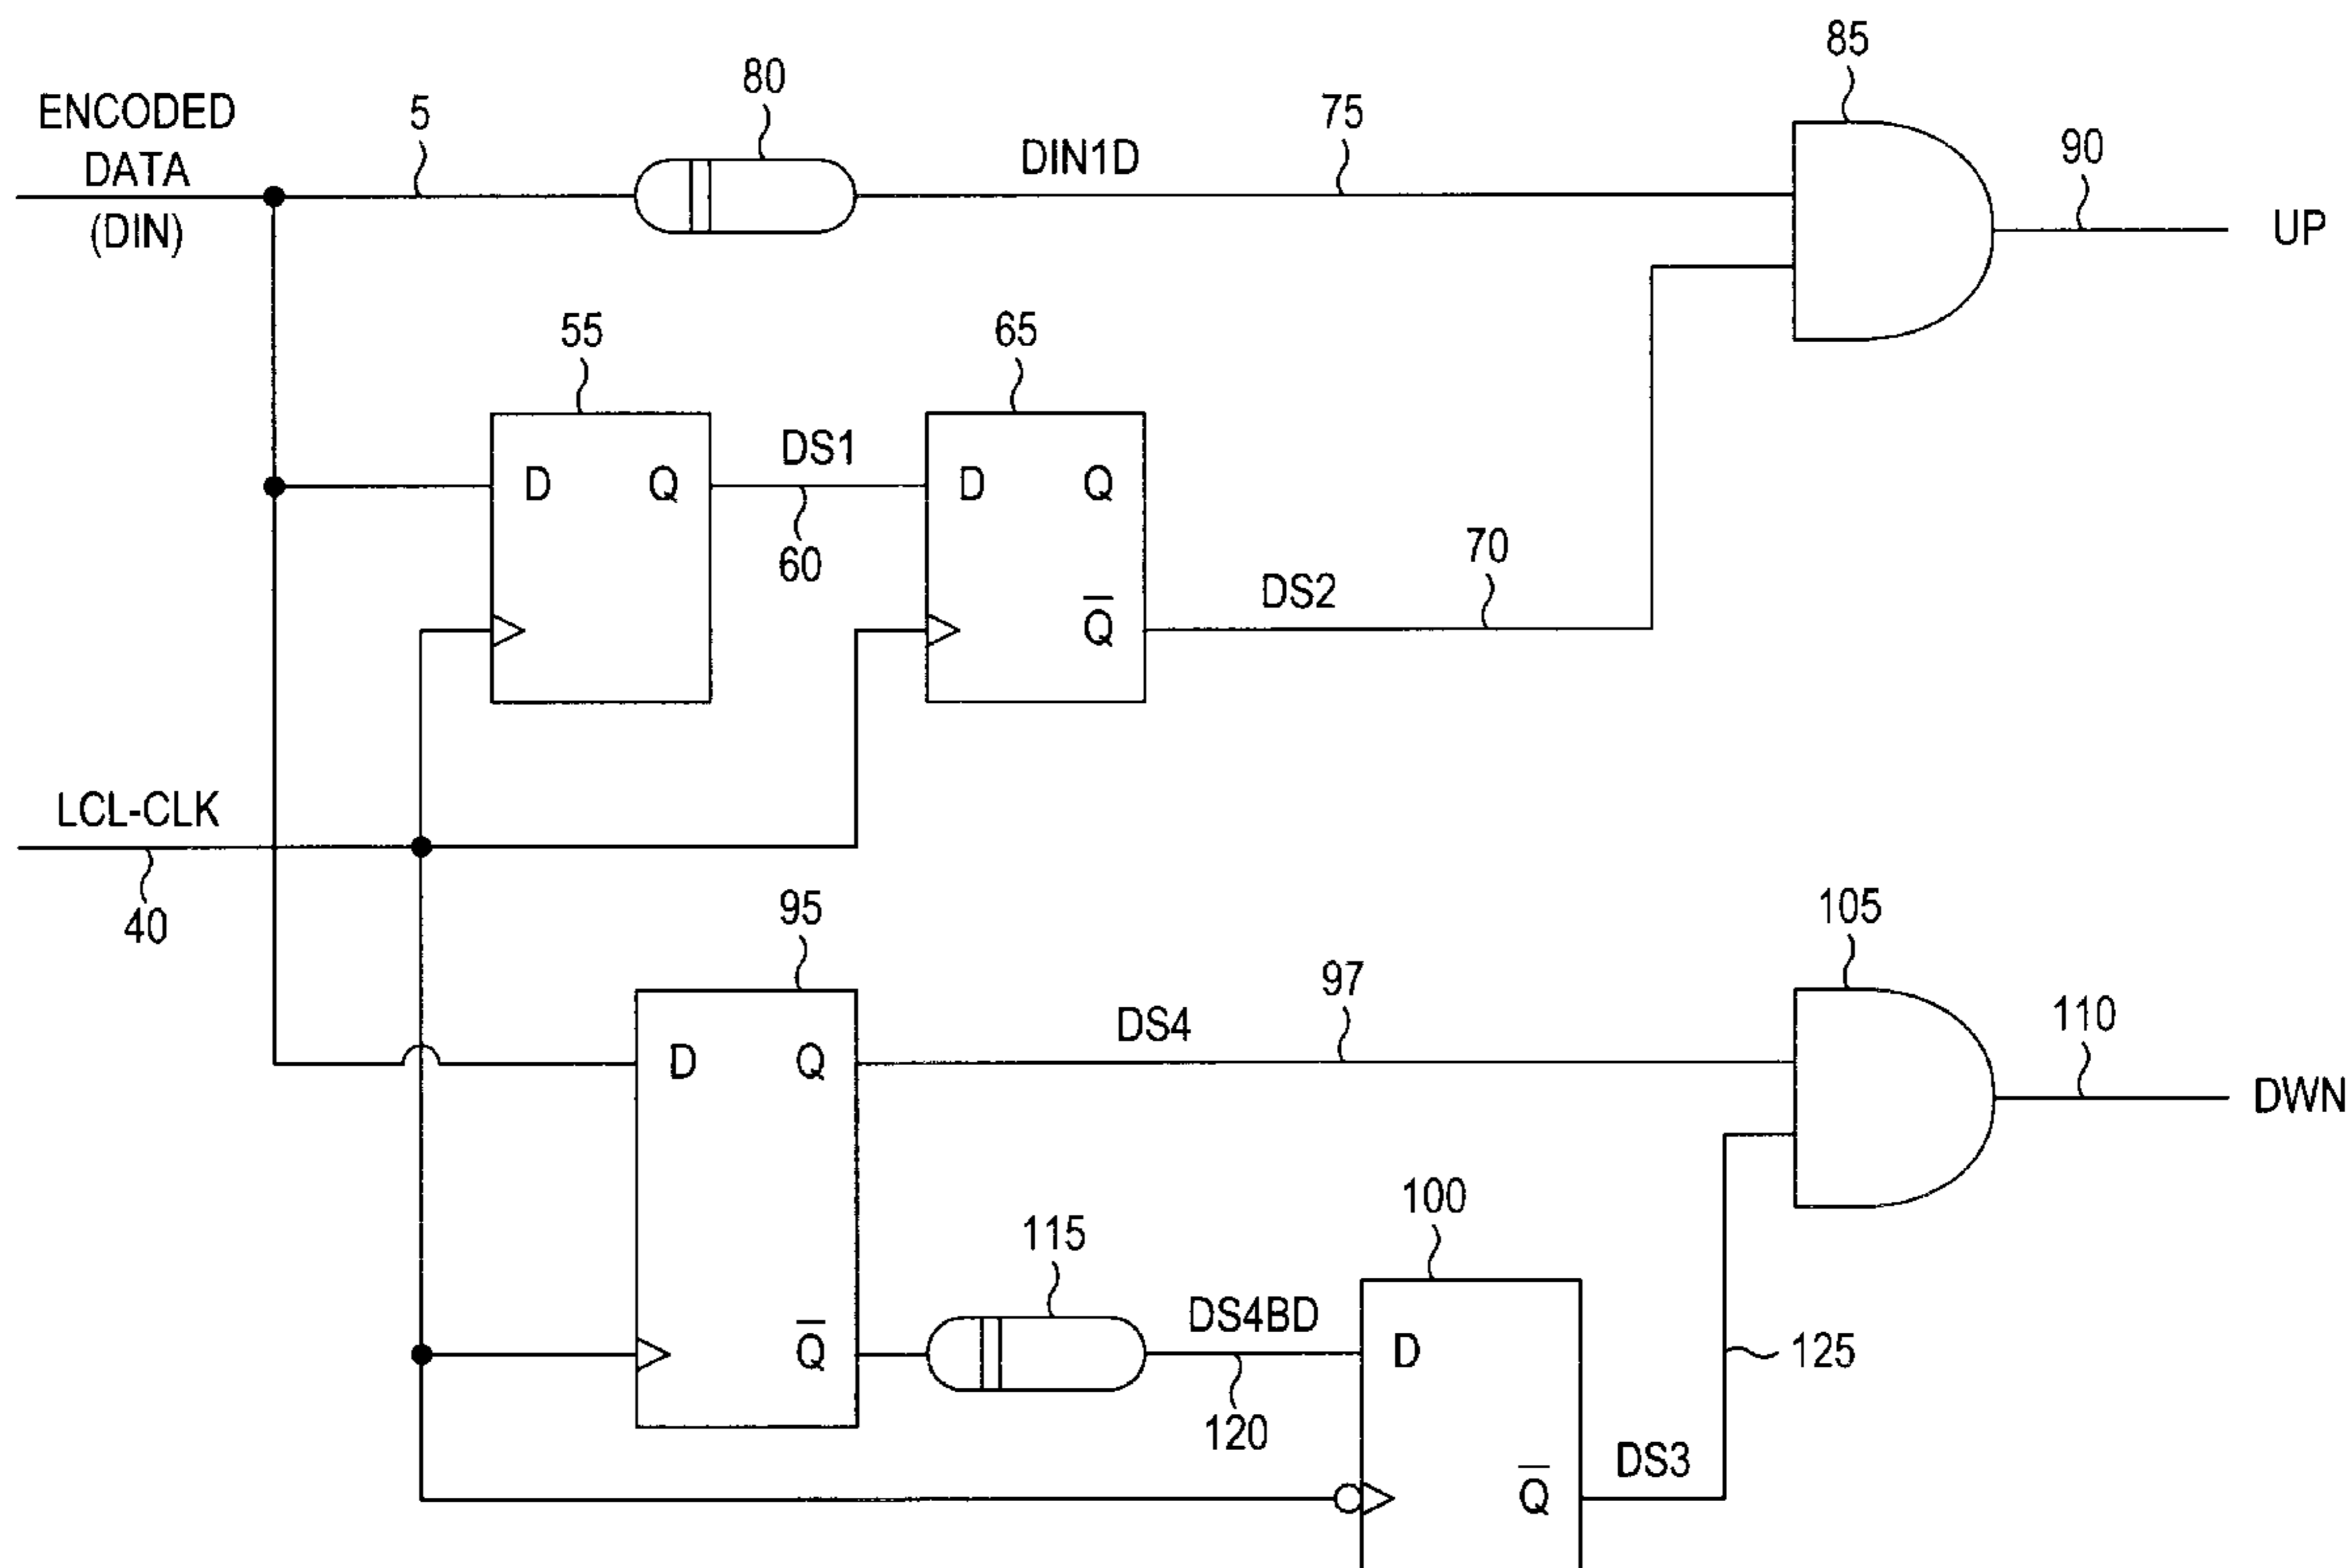 85
80
ENCODED
DATA
(DIN)
5
DIN1D
75
90
UP
55
65
D
Q
DS1
60
D
Q
Q̅
DS2
70
LCL-CLK
40
95
105
D
Q
Q̅
DS4
97
110
DWN
115
DS4BD
120
100
D
Q̅
DS3
125